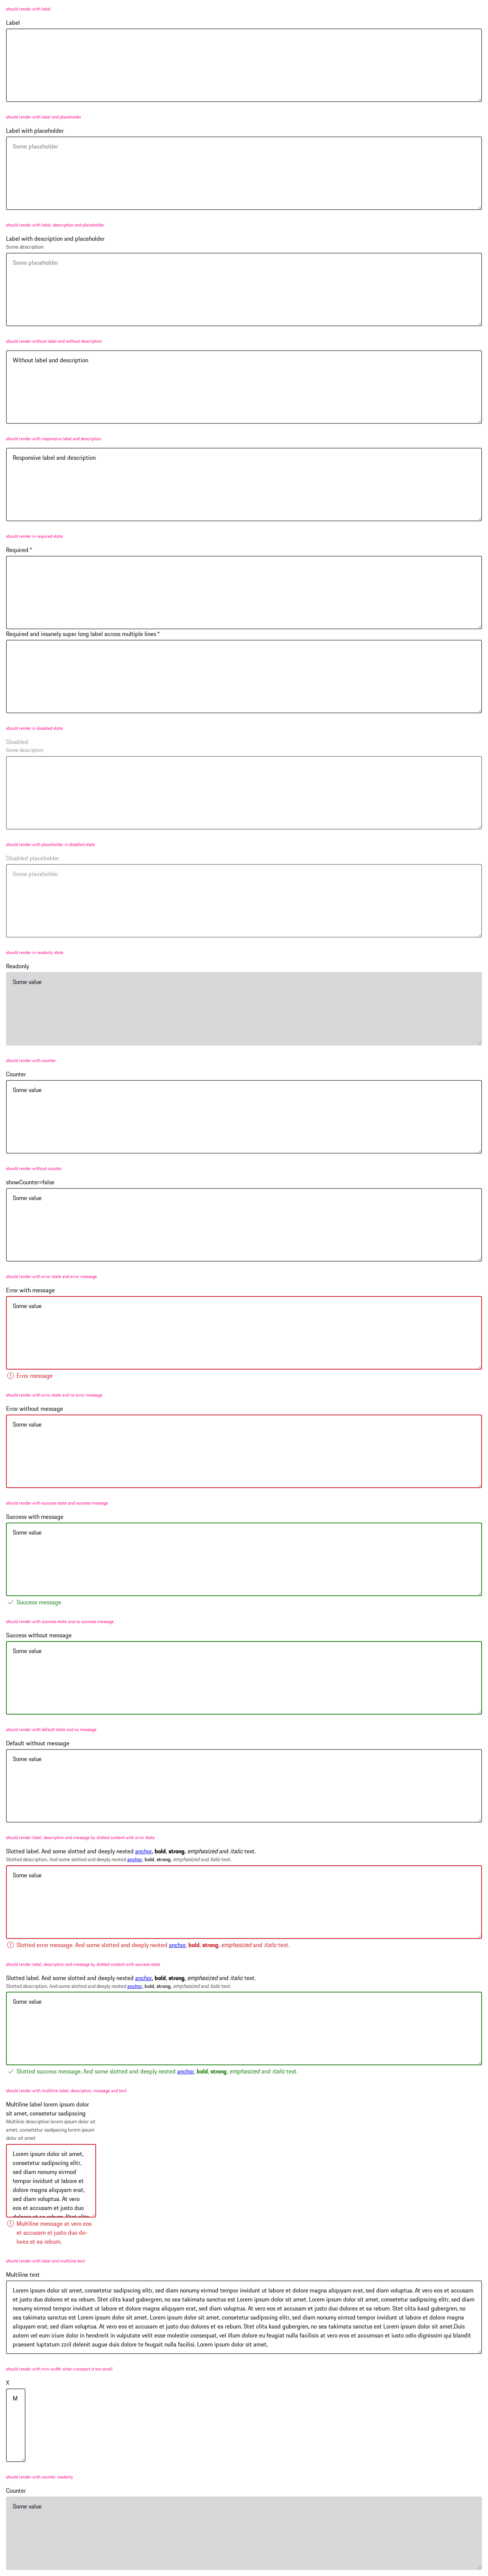 should render with label
Label
should render with label and placeholder
Label with placeholder
Some placeholder
should render with label, description and placeholder
Label with description and placeholder
Some description
Some placeholder
should render without label and without description
Without label and description
should render with responsive label and description
Responsive label and description
should render in required state
Required *
Required and insanely super long label across multiple lines *
should render in disabled state
Disabled
Some description
should render with placeholder in disabled state
Disabled placeholder
Some placeholder
should render in readonly state
Readonly
Some value
should render with counter
Counter
Some value
should render without counter
showCounter=false
Some value
should render with error state and error message
Error with message
Some value
Error message
should render with error state and no error message
Error without message
Some value
should render with success state and success message
Success with message
Some value
Success message
should render with success state and no success message
Success without message
Some value
should render with default state and no message
Default without message
Some value
should render label, description and message by slotted content with error state
Slotted label. And some slotted and deeply nested anchor, bold, strong, emphasized and italic text.
Slotted description. And some slotted and deeply nested anchor, bold, strong, emphasized and italic text.
Some value
Slotted error message. And some slotted and deeply nested anchor, bold, strong, emphasized and italic text.
should render label, description and message by slotted content with success state
Slotted label. And some slotted and deeply nested anchor, bold, strong, emphasized and italic text.
Slotted description. And some slotted and deeply nested anchor, bold, strong, emphasized and italic text.
Some value
Slotted success message. And some slotted and deeply nested anchor, bold, strong, emphasized and italic text.
should render with multiline label, description, message and text
Multiline label lorem ipsum dolor
sit amet, consetetur sadipscing
Multiline description lorem ipsum dolor sit
amet, consetetur sadipscing lorem ipsum
dolor sit amet
Lorem ipsum dolor sit amet,
consetetur sadipscing elitr,
sed diam nonumy eirmod
tempor invidunt ut labore et
dolore magna aliquyam erat,
sed diam voluptua. At vero
eos et accusam et justo duo
dolores et ea rebum. Stet clita
Multiline message at vero eos
et accusam et justo duo do-
lores et ea rebum.
should render with label and multiline text
Multiline text
Lorem ipsum dolor sit amet, consetetur sadipscing elitr, sed diam nonumy eirmod tempor invidunt ut labore et dolore magna aliquyam erat, sed diam voluptua. At vero eos et accusam et justo duo dolores et ea rebum. Stet clita kasd gubergren, no sea takimata sanctus est Lorem ipsum dolor sit amet. Lorem ipsum dolor sit amet, consetetur sadipscing elitr, sed diam nonumy eirmod tempor invidunt ut labore et dolore magna aliquyam erat, sed diam voluptua. At vero eos et accusam et justo duo dolores et ea rebum. Stet clita kasd gubergren, no sea takimata sanctus est Lorem ipsum dolor sit amet. Lorem ipsum dolor sit amet, consetetur sadipscing elitr, sed diam nonumy eirmod tempor invidunt ut labore et dolore magna aliquyam erat, sed diam voluptua. At vero eos et accusam et justo duo dolores et ea rebum. Stet clita kasd gubergren, no sea takimata sanctus est Lorem ipsum dolor sit amet.Duis autem vel eum iriure dolor in hendrerit in vulputate velit esse molestie consequat, vel illum dolore eu feugiat nulla facilisis at vero eros et accumsan et iusto odio dignissim qui blandit praesent luptatum zzril delenit augue duis dolore te feugait nulla facilisi. Lorem ipsum dolor sit amet,
should render with min-width when viewport is too small
X
M
should render with counter readonly
Counter
Some value